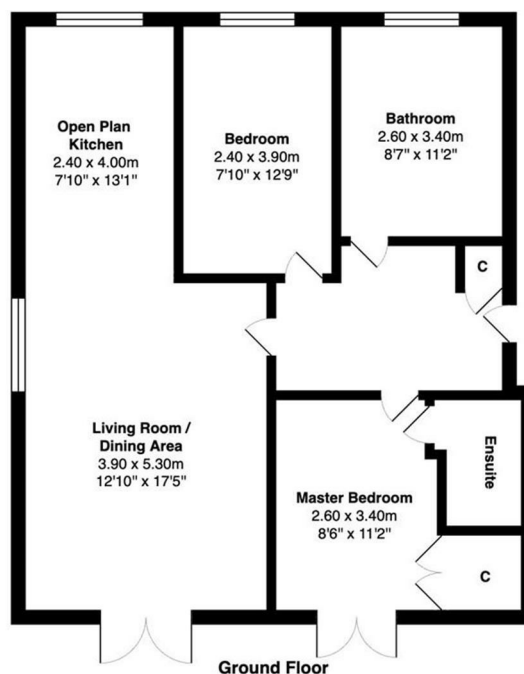 Open Plan
Kitchen
2.40 x 4.00m
7'10" x 13'1"
Bedroom
2.40 x 3.90m
7'10" x 12'9"
Bathroom
2.60 x 3.40m
8'7" x 11'2"
C
Living Room /
Dining Area
3.90 x 5.30m
12'10" x 17'5"
Master Bedroom
2.60 x 3.40m
8'6" x 11'2"
Ensuite
C
Ground Floor